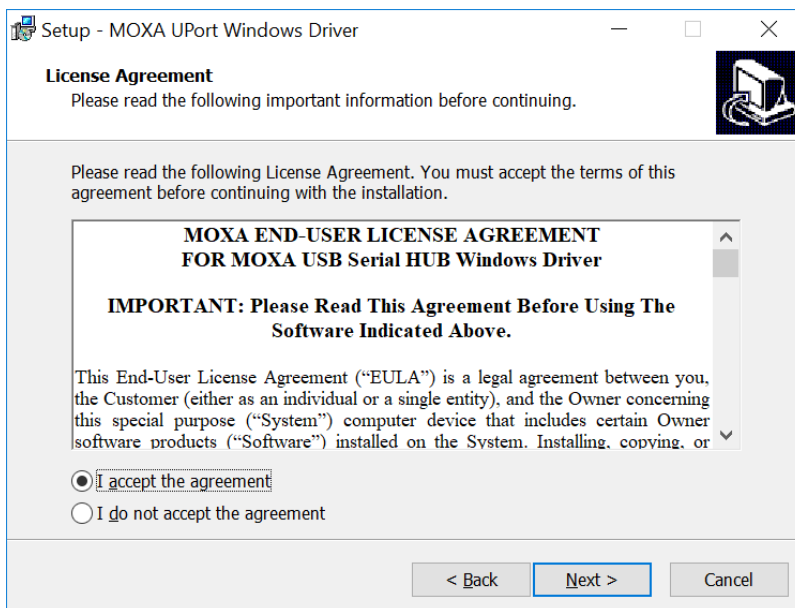 Setup - MOXA UPort Windows Driver
License Agreement
Please read the following important information before continuing.
Please read the following License Agreement. You must accept the terms of this
agreement before continuing with the installation.
MOXA END-USER LICENSE AGREEMENT
FOR MOXA USB Serial HUB Windows Driver
IMPORTANT: Please Read This Agreement Before Using The
Software Indicated Above.
This End-User License Agreement (“EULA”) is a legal agreement between you,
the Customer (either as an individual or a single entity), and the Owner concerning
this special purpose (“System”) computer device that includes certain Owner
software products (“Software”) installed on the System. Installing, copying, or
I accept the agreement
I do not accept the agreement
< Back Next > Cancel